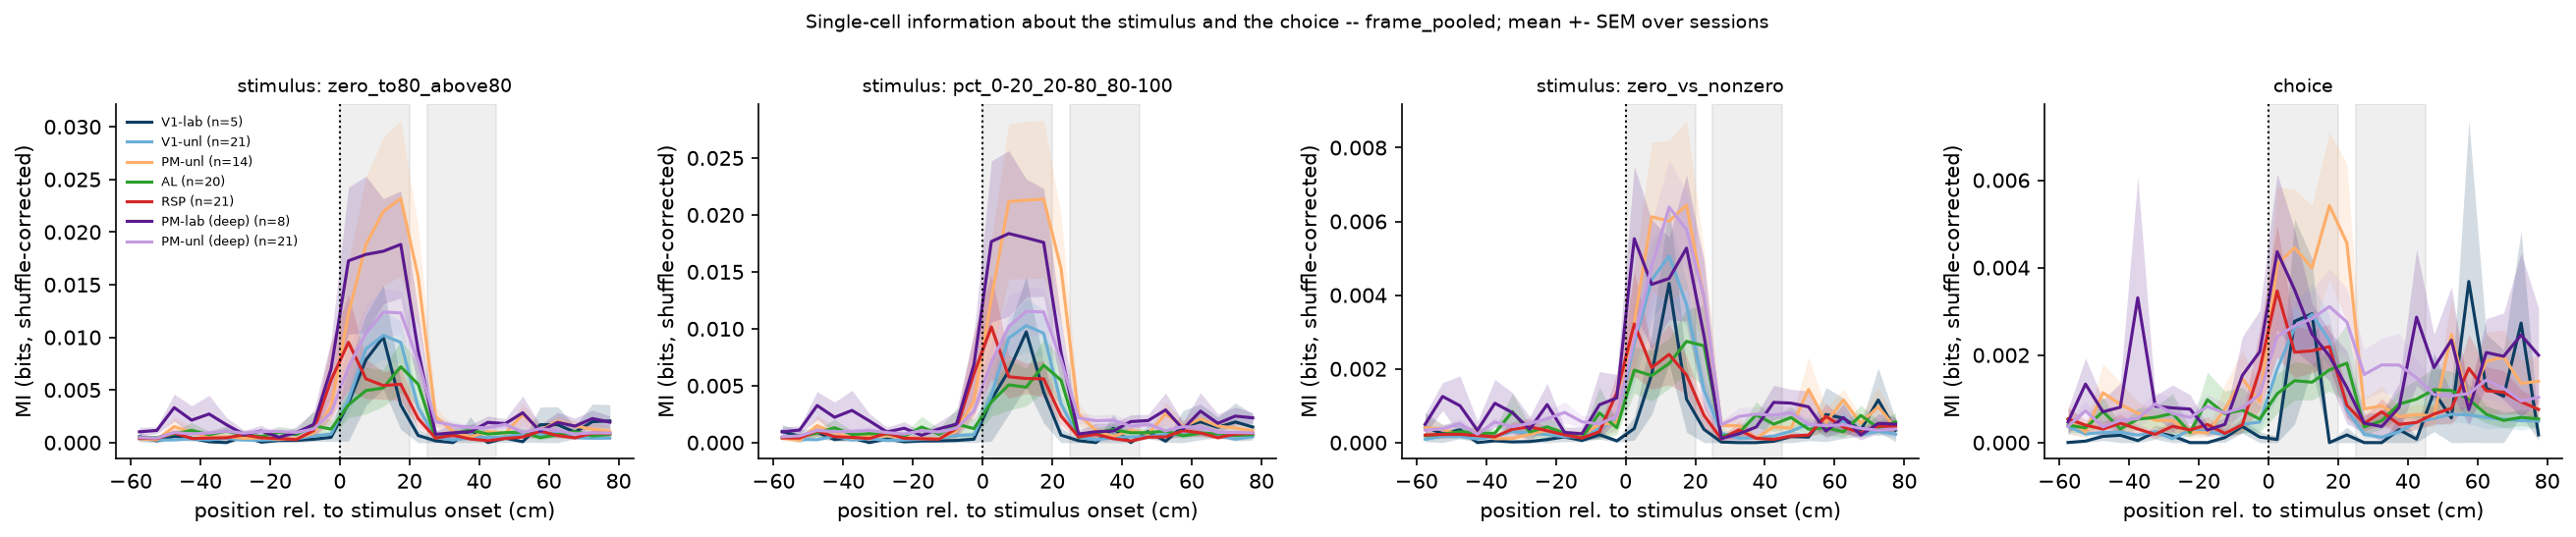 Single-cell information about the stimulus and the choice -- frame_pooled; mean +- SEM over sessions
stimulus: zero_to80_above80
MI (bits, shuffle-corrected)
0.030
0.025
0.020
0.015
0.010
0.005
0.000
V1-lab (n=5)
V1-unl (n=21)
PM-unl (n=14)
AL (n=20)
RSP (n=21)
PM-lab (deep) (n=8)
PM-unl (deep) (n=21)
−60 −40 −20 0 20 40 60 80
position rel. to stimulus onset (cm)
stimulus: pct_0-20_20-80_80-100
MI (bits, shuffle-corrected)
0.025
0.020
0.015
0.010
0.005
0.000
−60 −40 −20 0 20 40 60 80
position rel. to stimulus onset (cm)
stimulus: zero_vs_nonzero
MI (bits, shuffle-corrected)
0.008
0.006
0.004
0.002
0.000
−60 −40 −20 0 20 40 60 80
position rel. to stimulus onset (cm)
choice
MI (bits, shuffle-corrected)
0.006
0.004
0.002
0.000
−60 −40 −20 0 20 40 60 80
position rel. to stimulus onset (cm)